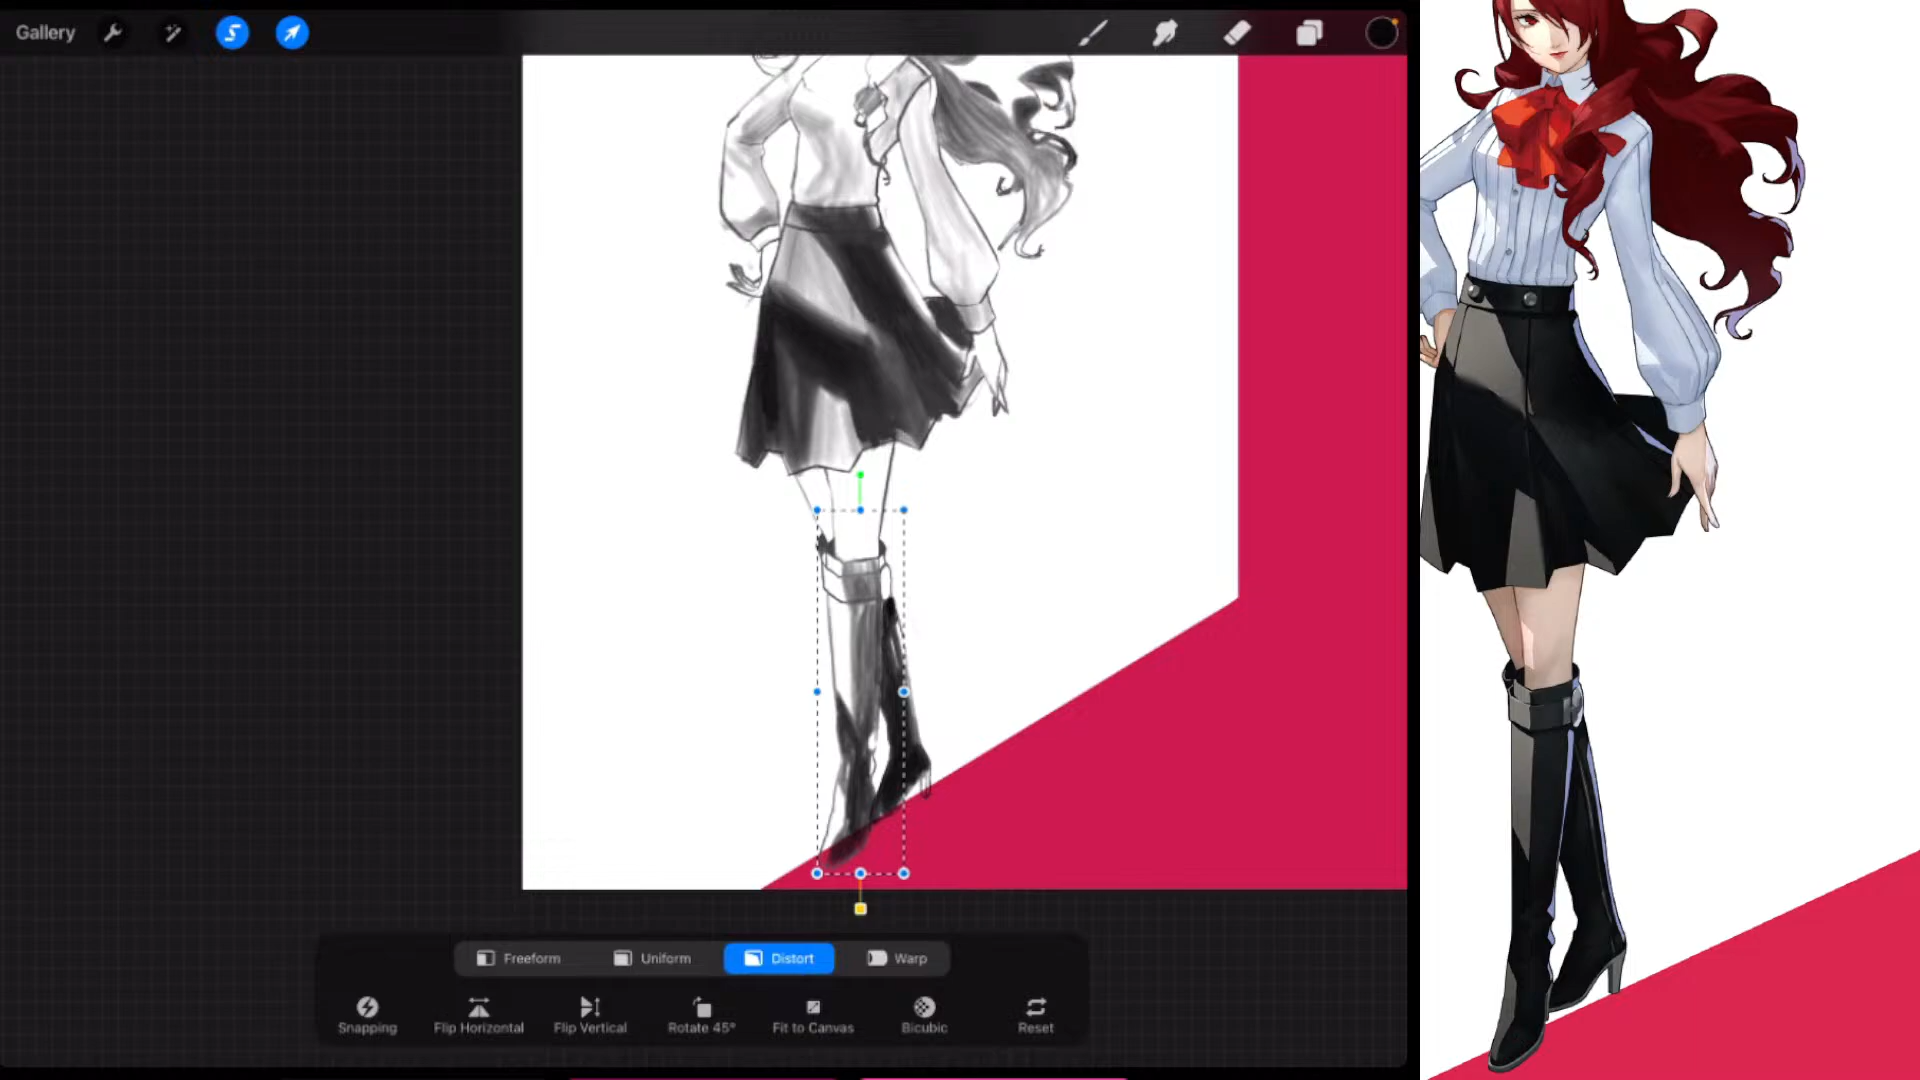 Gallery
Freeform
Uniform
Distort
Warp
Snapping
Flip Horizontal
Flip Vertical
Rotate 45°
Fit to Canvas
Bicubic
Reset